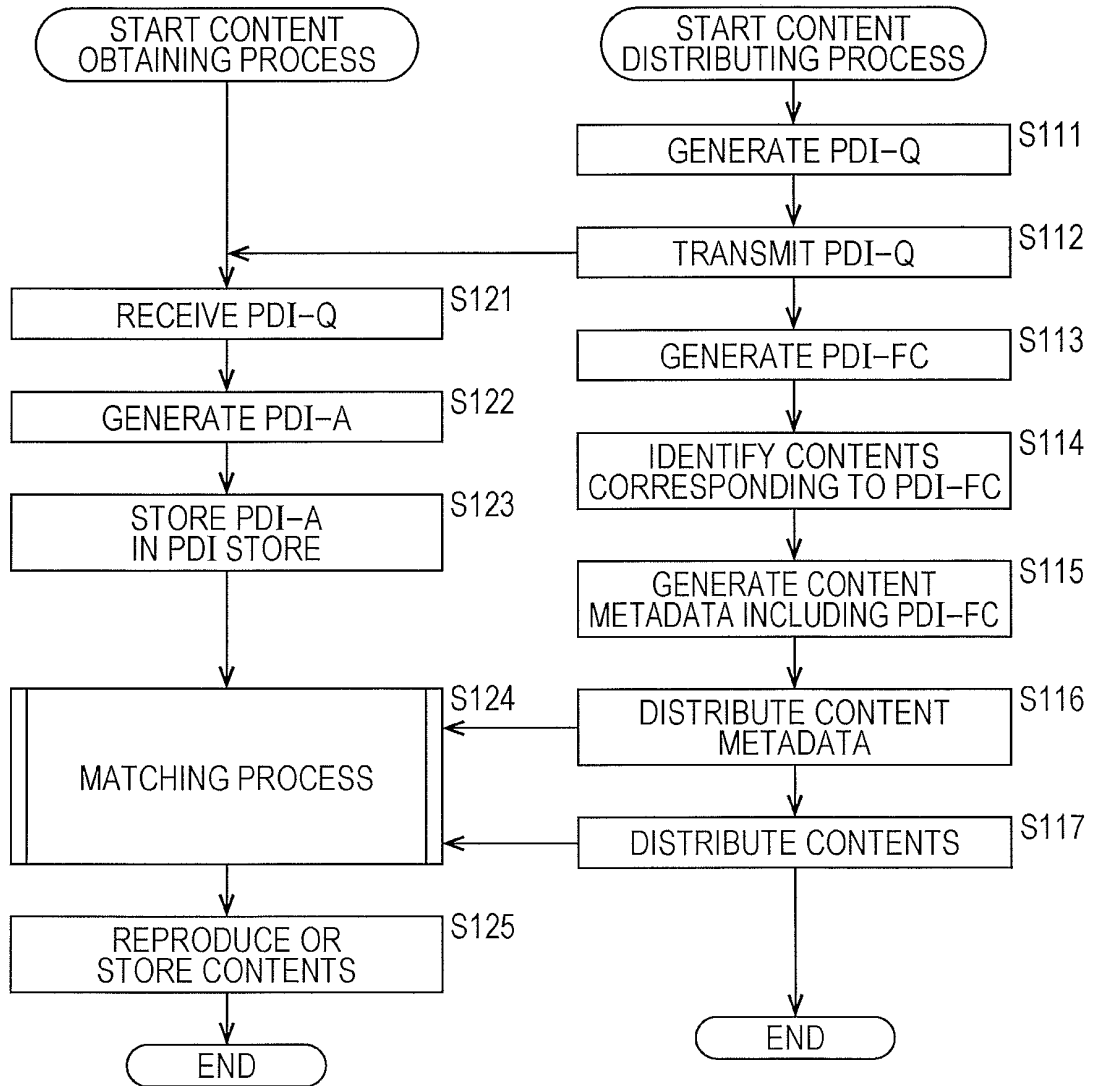 START CONTENT
OBTAINING PROCESS
RECEIVE PDI-Q
S121
GENERATE PDI-A
S122
STORE PDI-A
IN PDI STORE
S123
MATCHING PROCESS
S124
REPRODUCE OR
STORE CONTENTS
S125
END
START CONTENT
DISTRIBUTING PROCESS
GENERATE PDI-Q
S111
TRANSMIT PDI-Q
S112
GENERATE PDI-FC
S113
IDENTIFY CONTENTS
CORRESPONDING TO PDI-FC
S114
GENERATE CONTENT
METADATA INCLUDING PDI-FC
S115
DISTRIBUTE CONTENT
METADATA
S116
DISTRIBUTE CONTENTS
S117
END